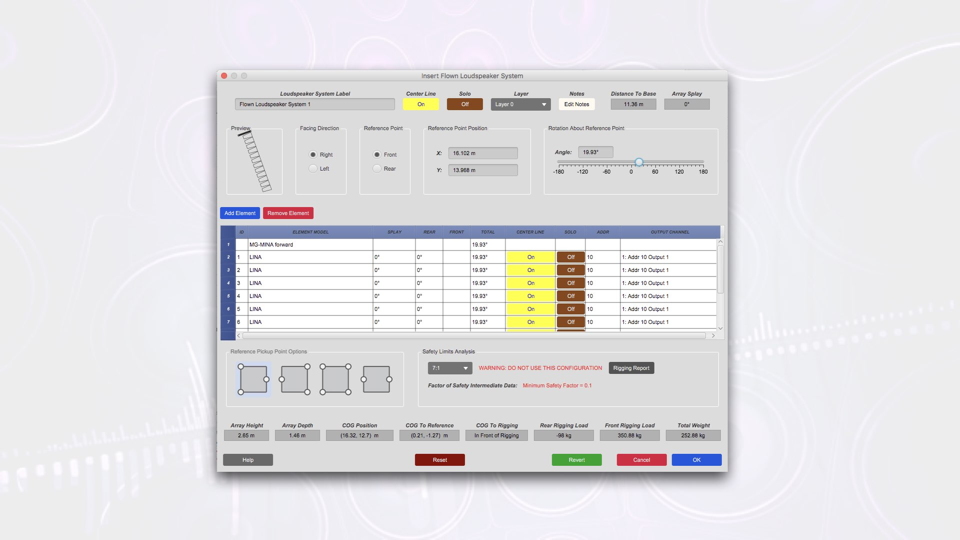 Insert Flown Loudspeaker System
Loudspeaker System Label Center Line Solo Layer Notes Distance To Base Array Splay
Flown Loudspeaker System 1 On Off Layer 0 Edit Notes 11.36 m 0°
Preview Facing Direction Reference Point Reference Point Position Rotation About Reference Point
Right Front X: 16.102 m Angle: 19.93°
Left Rear Y: 13.968 m -180 -120 -60 0 60 120 180
Add Element Remove Element
ID ELEMENT MODEL SPLAY REAR FRONT TOTAL CENTER LINE SOLO ADDR OUTPUT CHANNEL
1 MG-MINA forward 19.93°
2 1 LINA 0° 0° 19.93° On Off 10 1: Addr 10 Output 1
3 2 LINA 0° 0° 19.93° On Off 10 1: Addr 10 Output 1
4 3 LINA 0° 0° 19.93° On Off 10 1: Addr 10 Output 1
5 4 LINA 0° 0° 19.93° On Off 10 1: Addr 10 Output 1
6 5 LINA 0° 0° 19.93° On Off 10 1: Addr 10 Output 1
7 6 LINA 0° 0° 19.93° On Off 10 1: Addr 10 Output 1
Reference Pickup Point Options Safety Limits Analysis
7:1 WARNING: DO NOT USE THIS CONFIGURATION Rigging Report
Factor of Safety Intermediate Data: Minimum Safety Factor = 0.1
Array Height Array Depth COG Position COG To Reference COG To Rigging Rear Rigging Load Front Rigging Load Total Weight
2.65 m 1.46 m (16.32, 12.7) m (0.21, -1.27) m In Front of Rigging -98 kg 350.88 kg 252.88 kg
Help Reset Revert Cancel OK